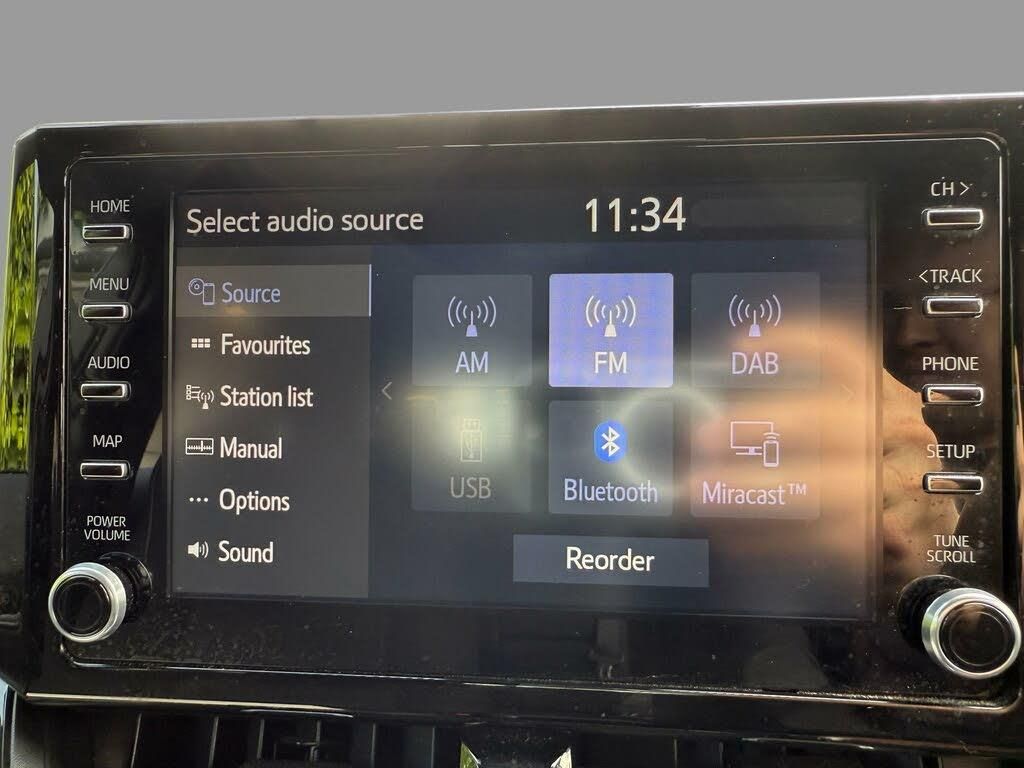 HOME
MENU
AUDIO
MAP
POWER
VOLUME
Select audio source
11:34
Source
Favourites
Station list
Manual
Options
Sound
AM
FM
DAB
USB
Bluetooth
Miracast™
Reorder
CH >
<TRACK
PHONE
SETUP
TUNE
SCROLL